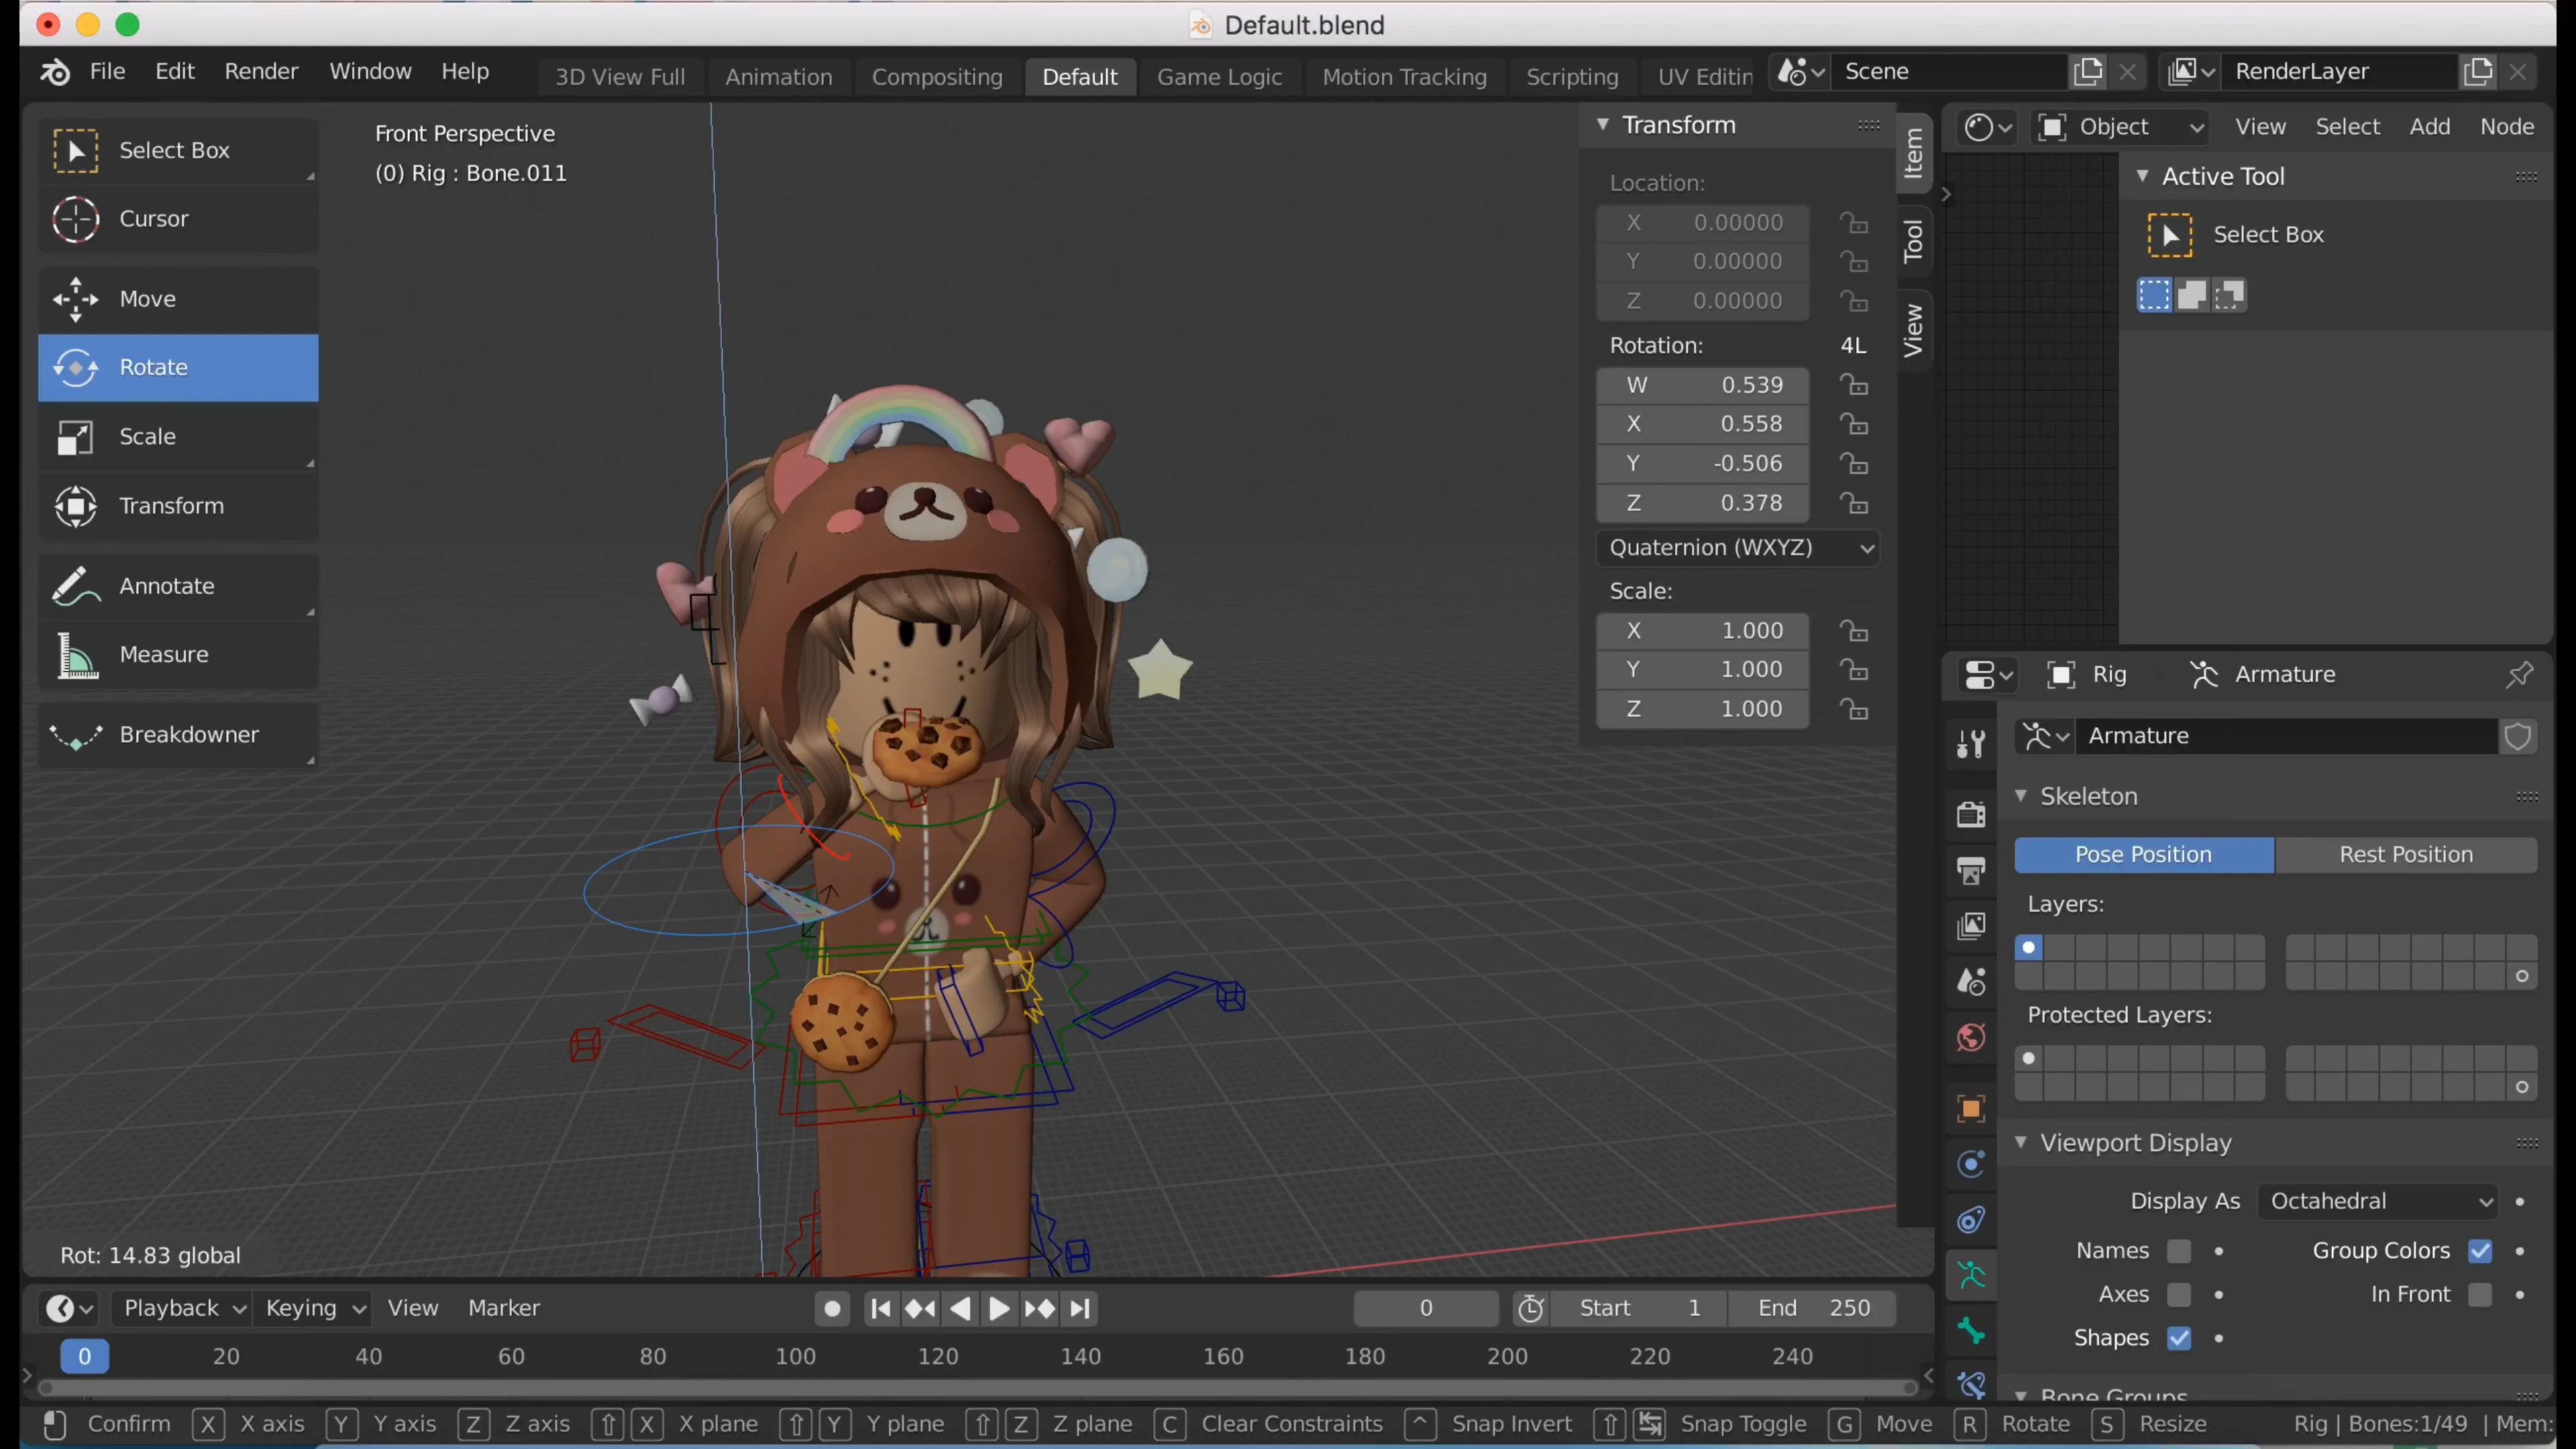 Default.blend
File Edit Render Window Help 3D View Full Animation Compositing Default Game Logic Motion Tracking Scripting UV Editin Scene RenderLayer
Select Box
Cursor
Move
Rotate
Scale
Transform
Annotate
Measure
Breakdowner
Front Perspective
(0) Rig : Bone.011
Rot: 14.83 global
Transform
Location:
X 0.00000
Y 0.00000
Z 0.00000
Rotation: 4L
W 0.539
X 0.558
Y -0.506
Z 0.378
Quaternion (WXYZ)
Scale:
X 1.000
Y 1.000
Z 1.000
Item
Tool
View
Object View Select Add Node
Active Tool
Select Box
Rig Armature
Armature
Skeleton
Pose Position Rest Position
Layers:
Protected Layers:
Viewport Display
Display As Octahedral
Names Group Colors
Axes In Front
Shapes
Bone Groups
Playback Keying View Marker 0 Start 1 End 250
0 20 40 60 80 100 120 140 160 180 200 220 240
Confirm X X axis Y Y axis Z Z axis ⇧ X X plane ⇧ Y Y plane ⇧ Z Z plane C Clear Constraints ^ Snap Invert ⇧ Snap Toggle G Move R Rotate S Resize Rig | Bones:1/49 | Mem: